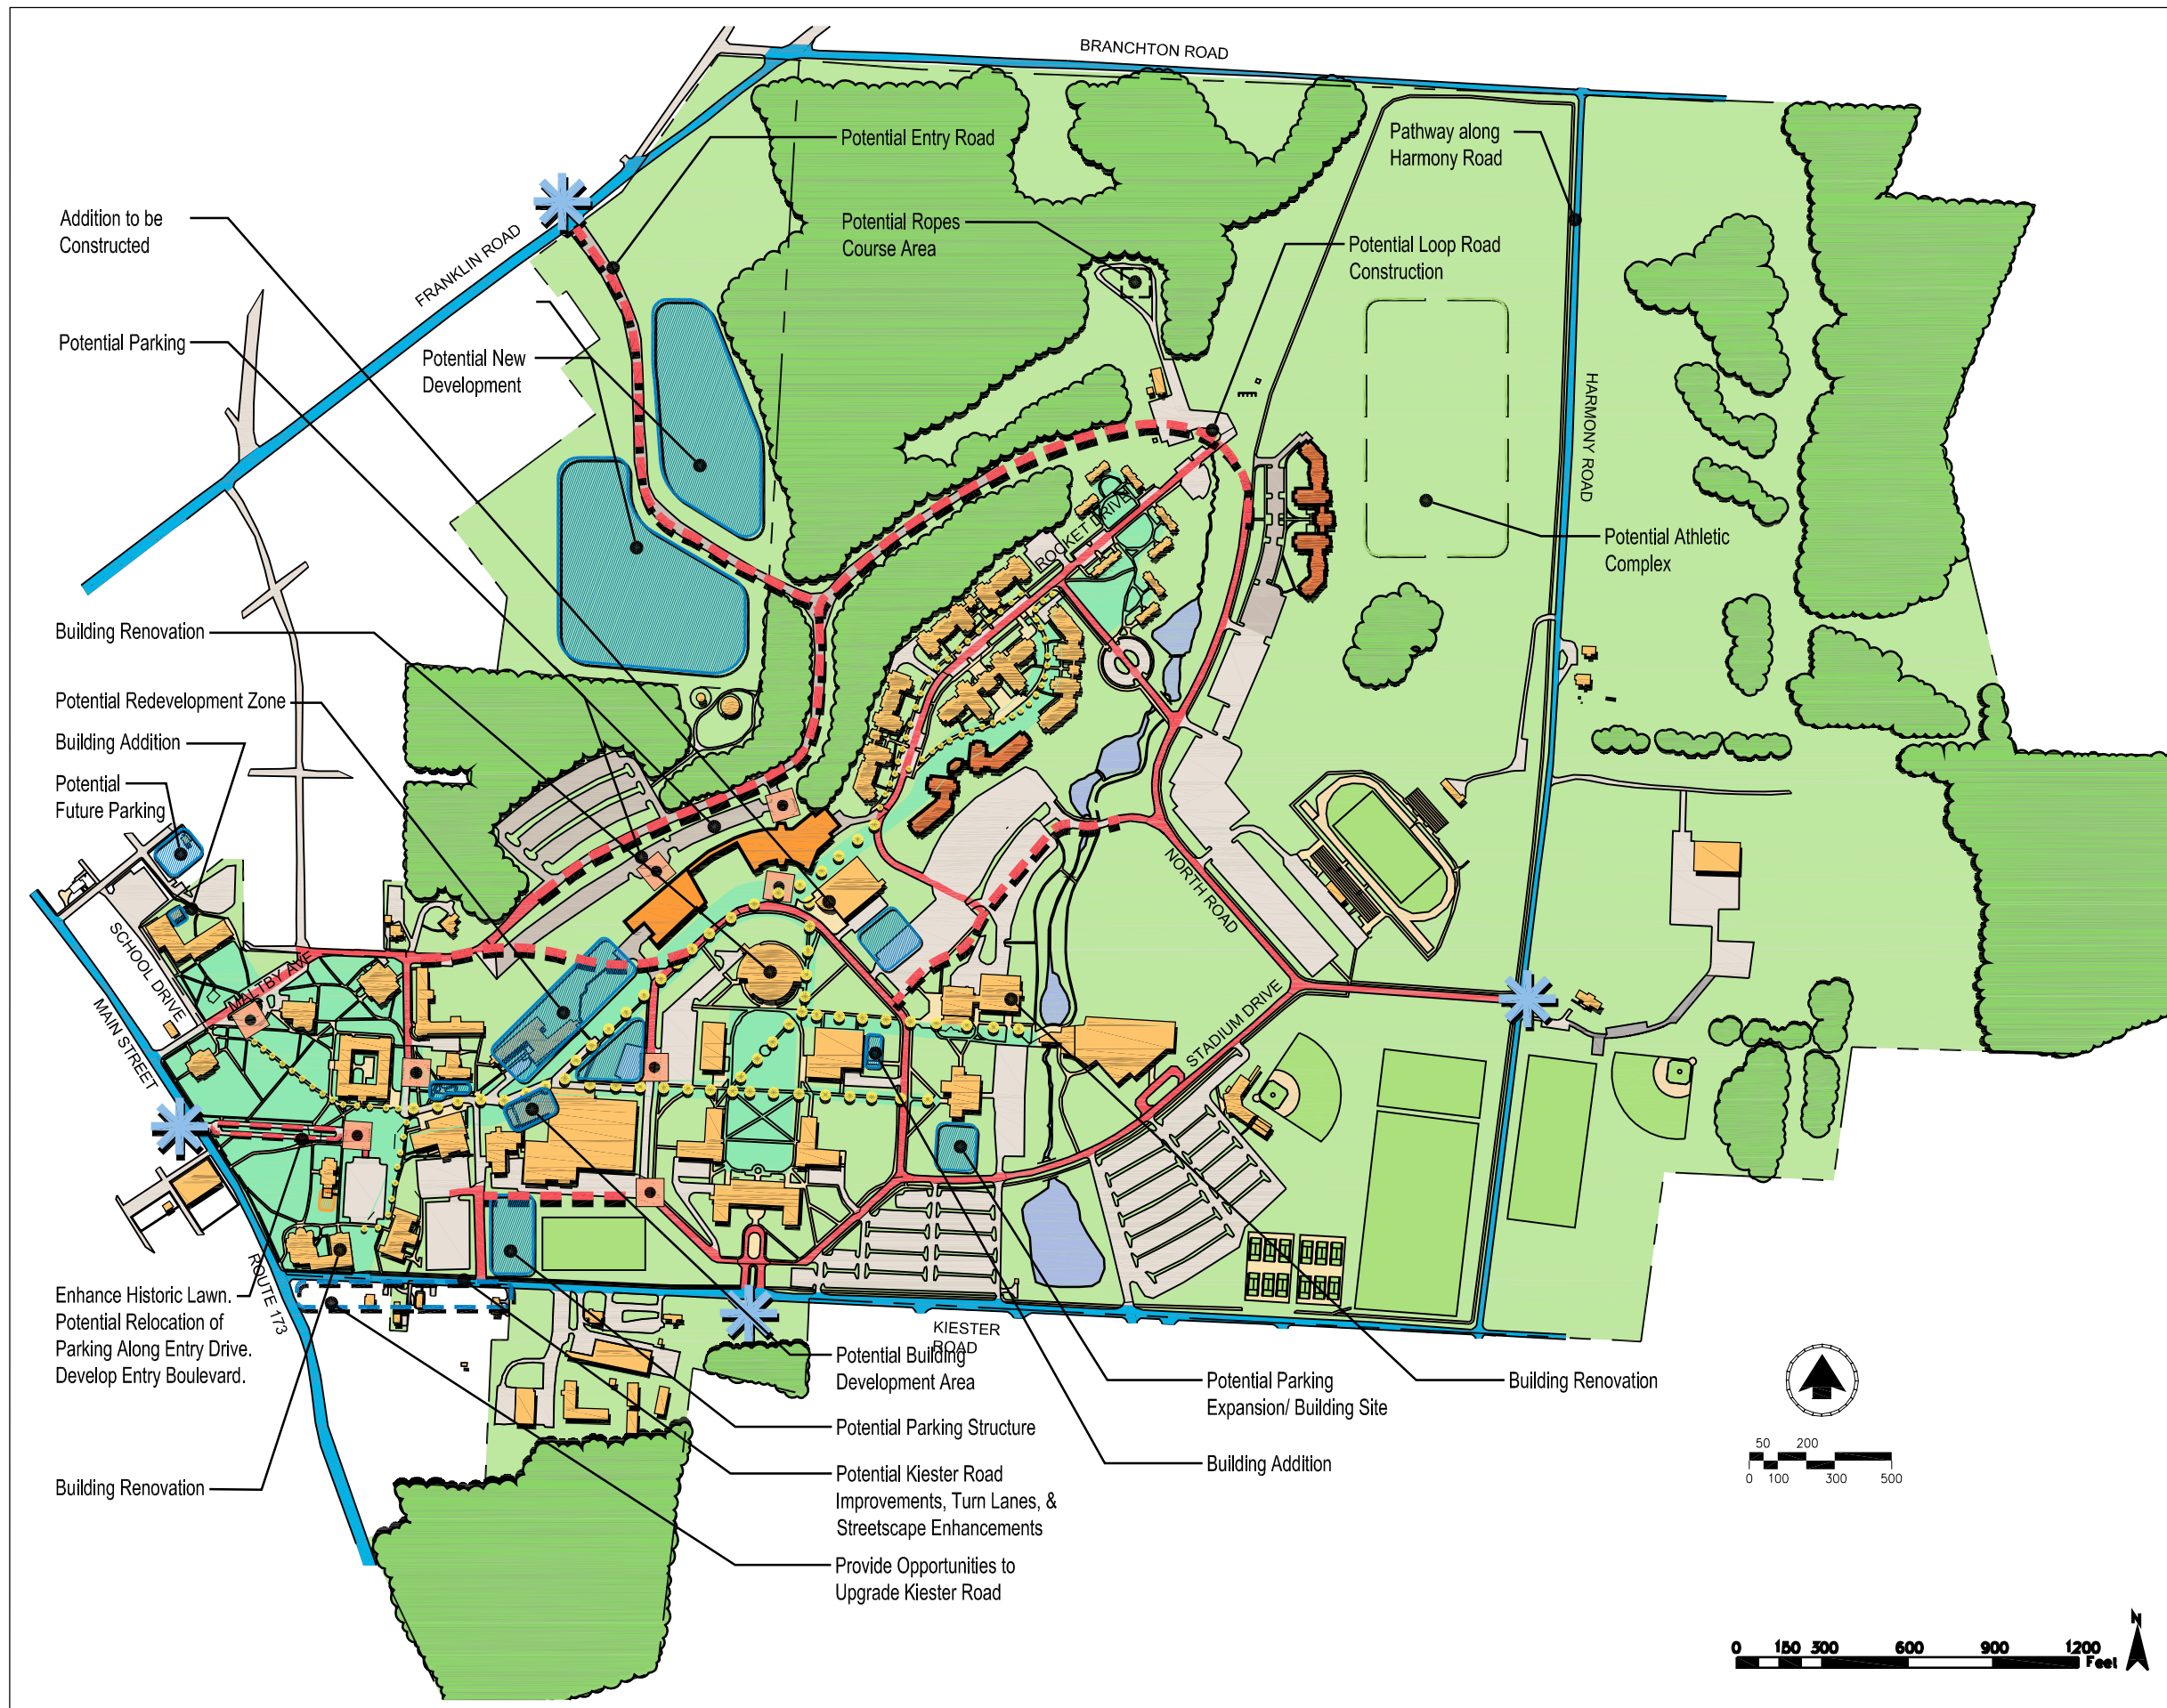 BRANCHTON ROAD
Potential Entry Road
Pathway along
Harmony Road
Addition to be
Constructed
Potential Ropes
Course Area
FRANKLIN ROAD
Potential Loop Road
Construction
Potential Parking
Potential New
Development
HARMONY ROAD
ROCKET DRIVE
Potential Athletic
Complex
Building Renovation
Potential Redevelopment Zone
Building Addition
Potential
Future Parking
NORTH ROAD
SCHOOL DRIVE
MALTBY AVE
MAIN STREET
STADIUM DRIVE
Enhance Historic Lawn.
Potential Relocation of
Parking Along Entry Drive.
Develop Entry Boulevard.
ROUTE 173
KIESTER
ROAD
Potential Building
Development Area
Potential Parking
Expansion/ Building Site
Building Renovation
Potential Parking Structure
Building Addition
Building Renovation
Potential Kiester Road
Improvements, Turn Lanes, &
Streetscape Enhancements
Provide Opportunities to
Upgrade Kiester Road
50 200
0 100 300 500
N
0 150 300 600 900 1200
Feet